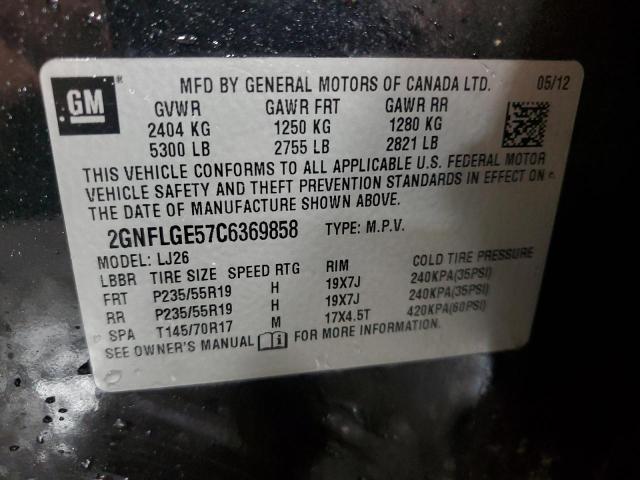 GM ®
MFD BY GENERAL MOTORS OF CANADA LTD. 05/12
GVWR GAWR FRT GAWR RR
2404 KG 1250 KG 1280 KG
5300 LB 2755 LB 2821 LB
THIS VEHICLE CONFORMS TO ALL APPLICABLE U.S. FEDERAL MOTOR
VEHICLE SAFETY AND THEFT PREVENTION STANDARDS IN EFFECT ON
THE DATE OF MANUFACTURE SHOWN ABOVE.
2GNFLGE57C6369858 TYPE: M.P.V.
MODEL: LJ26
LBBR TIRE SIZE SPEED RTG RIM COLD TIRE PRESSURE
FRT P235/55R19 H 19X7J 240KPA(35PSI)
RR P235/55R19 H 19X7J 240KPA(35PSI)
SPA T145/70R17 M 17X4.5T 420KPA(60PSI)
SEE OWNER'S MANUAL i FOR MORE INFORMATION.